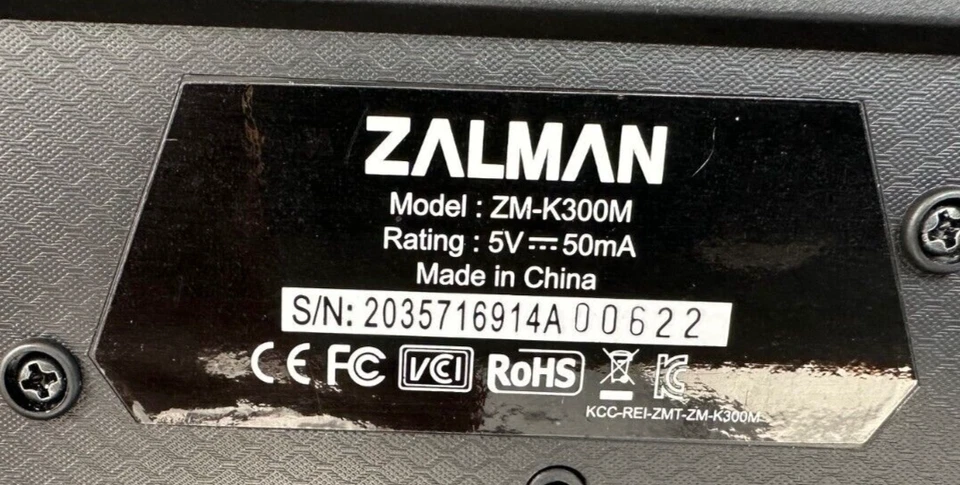 ZALMAN
Model : ZM-K300M
Rating : 5V ⎓ 50mA
Made in China
S/N: 2035716914A00622
CE FC VCI RoHS KC
KCC-REI-ZMT-ZM-K300M